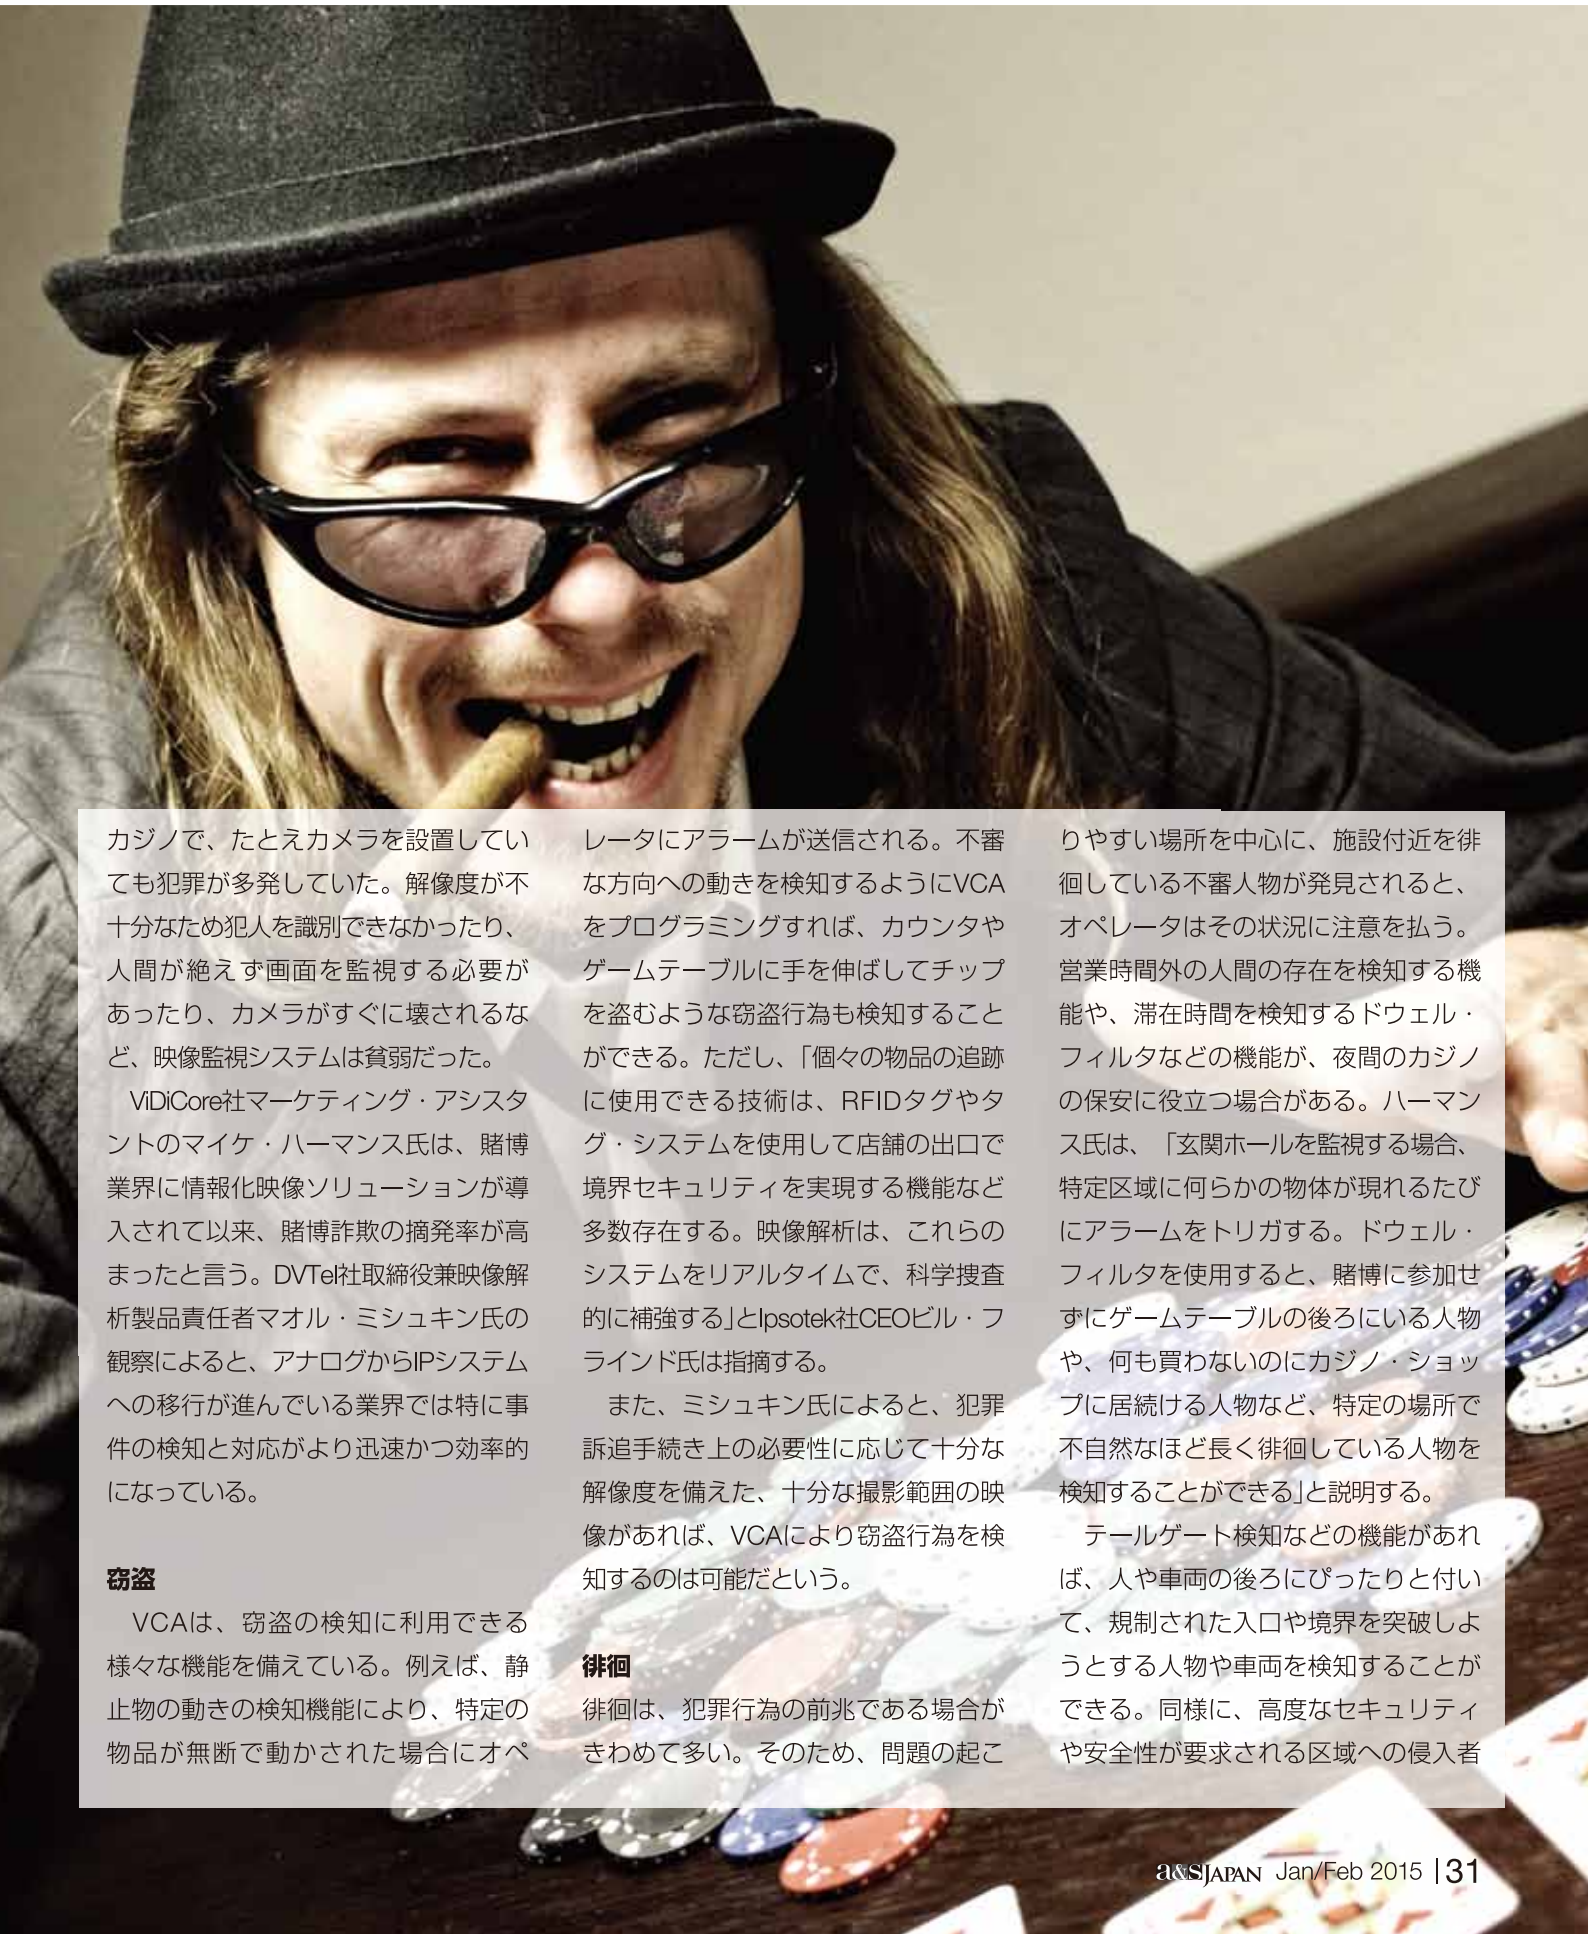 カジノで、たとえカメラを設置してい
ても犯罪が多発していた。解像度が不
十分なため犯人を識別できなかったり、
人間が絶えず画面を監視する必要が
あったり、カメラがすぐに壊されるな
ど、映像監視システムは貧弱だった。
ViDiCore社マーケティング・アシスタ
ントのマイケ・ハーマンス氏は、賭博
業界に情報化映像ソリューションが導
入されて以来、賭博詐欺の摘発率が高
まったと言う。DVTel社取締役兼映像解
析製品責任者マオル・ミシュキン氏の
観察によると、アナログからIPシステム
への移行が進んでいる業界では特に事
件の検知と対応がより迅速かつ効率的
になっている。
窃盗
VCAは、窃盗の検知に利用できる
様々な機能を備えている。例えば、静
止物の動きの検知機能により、特定の
物品が無断で動かされた場合にオペ
レータにアラームが送信される。不審
な方向への動きを検知するようにVCA
をプログラミングすれば、カウンタや
ゲームテーブルに手を伸ばしてチップ
を盗むような窃盗行為も検知すること
ができる。ただし、「個々の物品の追跡
に使用できる技術は、RFIDタグやタ
グ・システムを使用して店舗の出口で
境界セキュリティを実現する機能など
多数存在する。映像解析は、これらの
システムをリアルタイムで、科学捜査
的に補強する」とIpsotek社CEOビル・フ
ラインド氏は指摘する。
また、ミシュキン氏によると、犯罪
訴追手続き上の必要性に応じて十分な
解像度を備えた、十分な撮影範囲の映
像があれば、VCAにより窃盗行為を検
知するのは可能だという。
徘徊
徘徊は、犯罪行為の前兆である場合が
きわめて多い。そのため、問題の起こ
りやすい場所を中心に、施設付近を徘
徊している不審人物が発見されると、
オペレータはその状況に注意を払う。
営業時間外の人間の存在を検知する機
能や、滞在時間を検知するドウェル・
フィルタなどの機能が、夜間のカジノ
の保安に役立つ場合がある。ハーマン
ス氏は、「玄関ホールを監視する場合、
特定区域に何らかの物体が現れるたび
にアラームをトリガする。ドウェル・
フィルタを使用すると、賭博に参加せ
ずにゲームテーブルの後ろにいる人物
や、何も買わないのにカジノ・ショッ
プに居続ける人物など、特定の場所で
不自然なほど長く徘徊している人物を
検知することができる」と説明する。
テールゲート検知などの機能があれ
ば、人や車両の後ろにぴったりと付い
て、規制された入口や境界を突破しよ
うとする人物や車両を検知することが
できる。同様に、高度なセキュリティ
や安全性が要求される区域への侵入者
a&SJAPAN Jan/Feb 2015 | 31